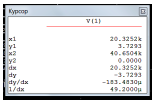 Курсор
V(1)
x1 20.3252k
y1 3.7293
x2 40.6504k
y2 0.0000
dx 20.3252k
dy -3.7293
dy/dx -183.4830µ
1/dx 49.2000µ